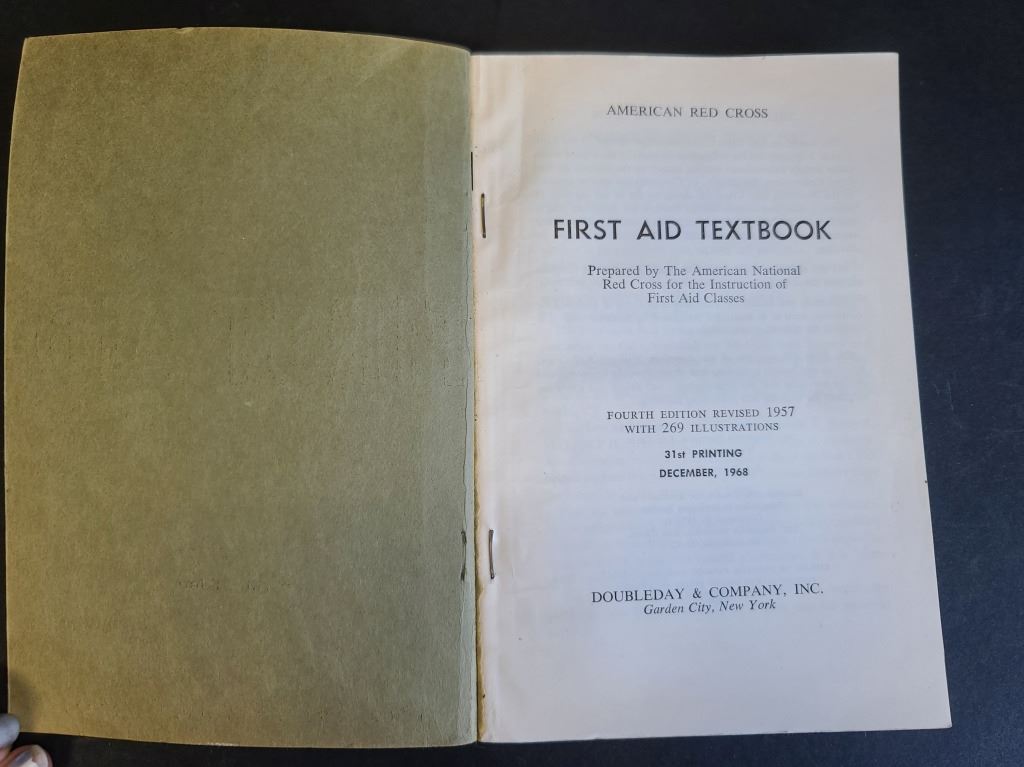 AMERICAN RED CROSS
FIRST AID TEXTBOOK
Prepared by The American National
Red Cross for the Instruction of
First Aid Classes
FOURTH EDITION REVISED 1957
WITH 269 ILLUSTRATIONS
31st PRINTING
DECEMBER, 1968
DOUBLEDAY & COMPANY, INC.
Garden City, New York